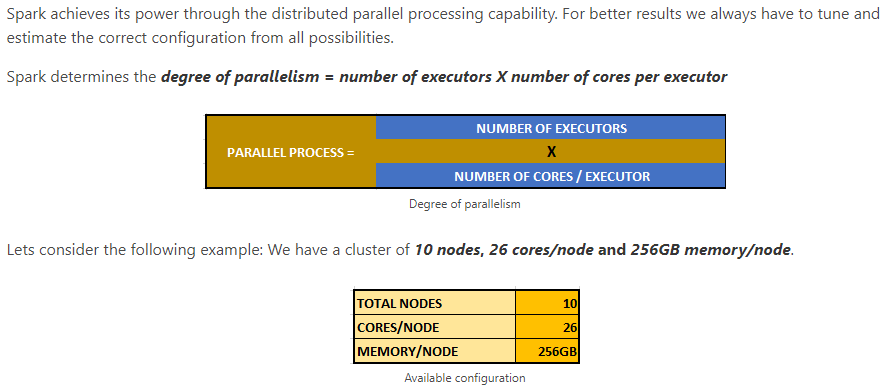 Spark achieves its power through the distributed parallel processing capability. For better results we always have to tune and
estimate the correct configuration from all possibilities.
Spark determines the degree of parallelism = number of executors X number of cores per executor
NUMBER OF EXECUTORS
PARALLEL PROCESS =
X
NUMBER OF CORES / EXECUTOR
Degree of parallelism
Lets consider the following example: We have a cluster of 10 nodes, 26 cores/node and 256GB memory/node.
TOTAL NODES 10
CORES/NODE 26
MEMORY/NODE 256GB
Available configuration